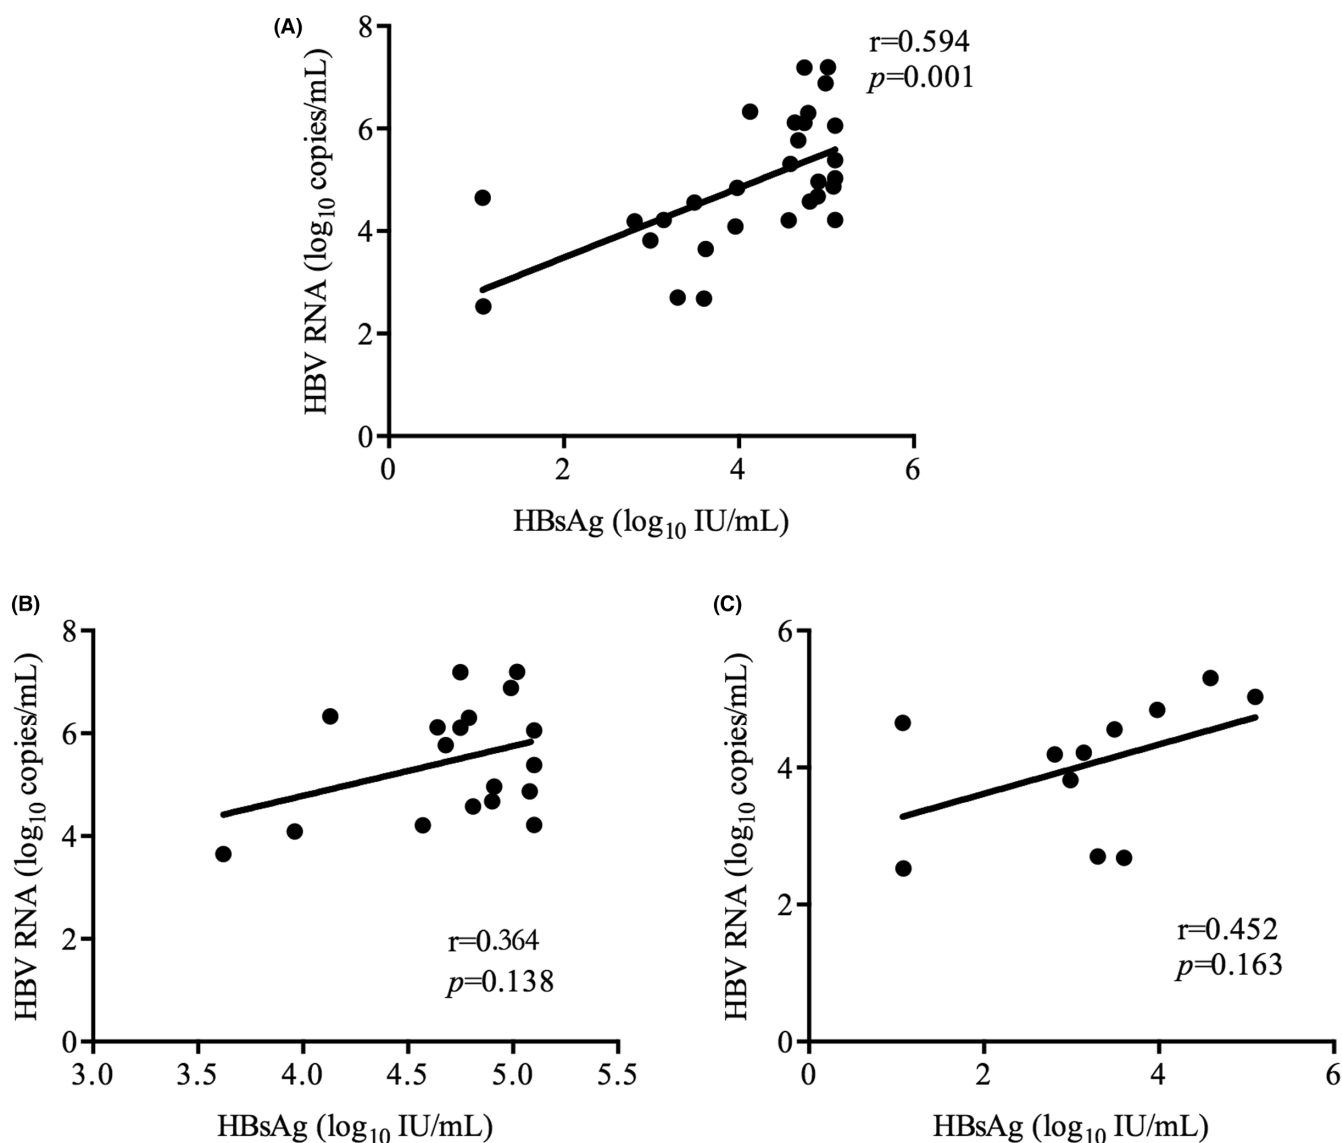 (A)
r=0.594
p=0.001
HBV RNA (log10 copies/mL)
8
6
4
2
0
0 2 4 6
HBsAg (log10 IU/mL)
(B)
HBV RNA (log10 copies/mL)
8
6
4
2
0
r=0.364
p=0.138
3.0 3.5 4.0 4.5 5.0 5.5
HBsAg (log10 IU/mL)
(C)
HBV RNA (log10 copies/mL)
6
4
2
0
r=0.452
p=0.163
0 2 4 6
HBsAg (log10 IU/mL)